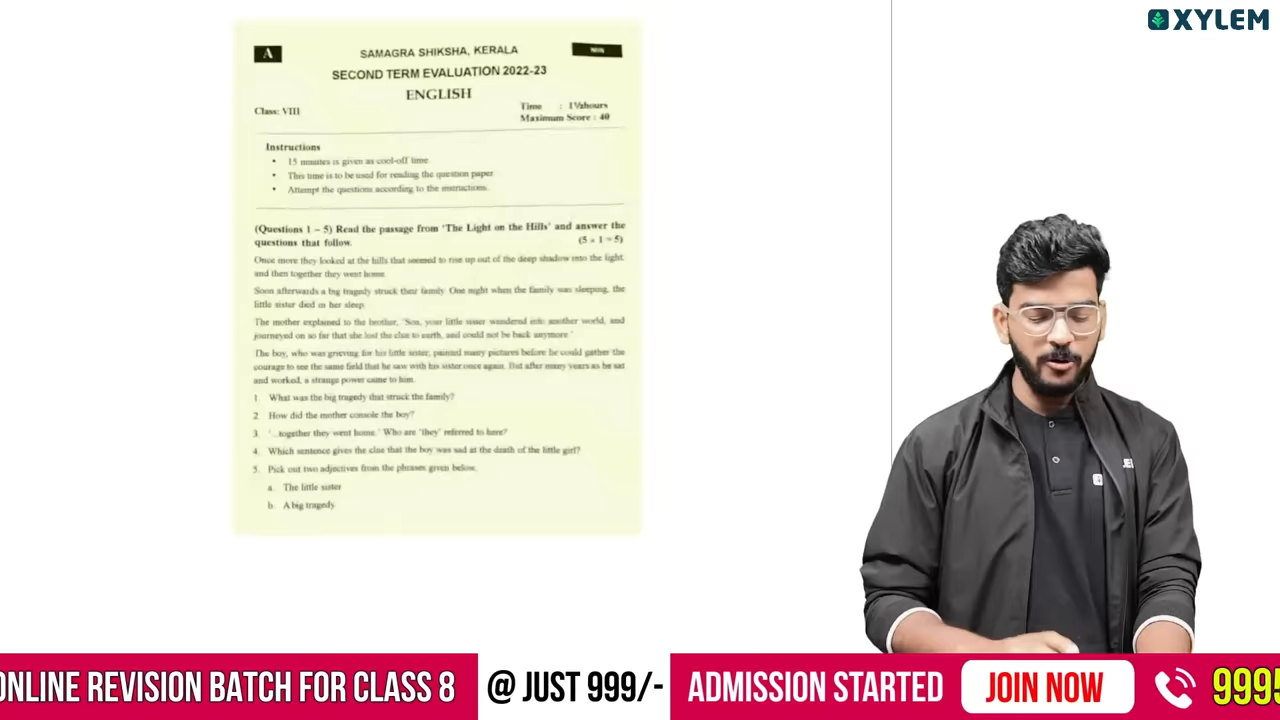 XYLEM
A
SAMAGRA SHIKSHA, KERALA
SECOND TERM EVALUATION 2022-23
ENGLISH
Class: VIII
Time : 1½hours
Maximum Score : 40
Instructions
• 15 minutes is given as cool-off time
• This time is to be used for reading the question paper
• Attempt the questions according to the instructions.
(Questions 1 – 5) Read the passage from 'The Light on the Hills' and answer the
questions that follow. (5 × 1 = 5)
Once more they looked at the hills that seemed to rise up out of the deep shadow into the light
and then together they went home.
Soon afterwards a big tragedy struck their family. One night when the family was sleeping, the
little sister died in her sleep.
The mother explained to the brother, 'Son, your little sister wandered into another world, and
journeyed on so far that she lost the clue to earth, and could not be back anymore.'
The boy, who was grieving for his little sister, painted many pictures before he could gather the
courage to see the same field that he saw with his sister once again. But after many years as he sat
and worked, a strange power came to him.
1. What was the big tragedy that struck the family?
2. How did the mother console the boy?
3. '...together they went home.' Who are 'they' referred to here?
4. Which sentence gives the clue that the boy was sad at the death of the little girl?
5. Pick out two adjectives from the phrases given below.
a. The little sister
b. A big tragedy
ONLINE REVISION BATCH FOR CLASS 8 @ JUST 999/- ADMISSION STARTED JOIN NOW 9995